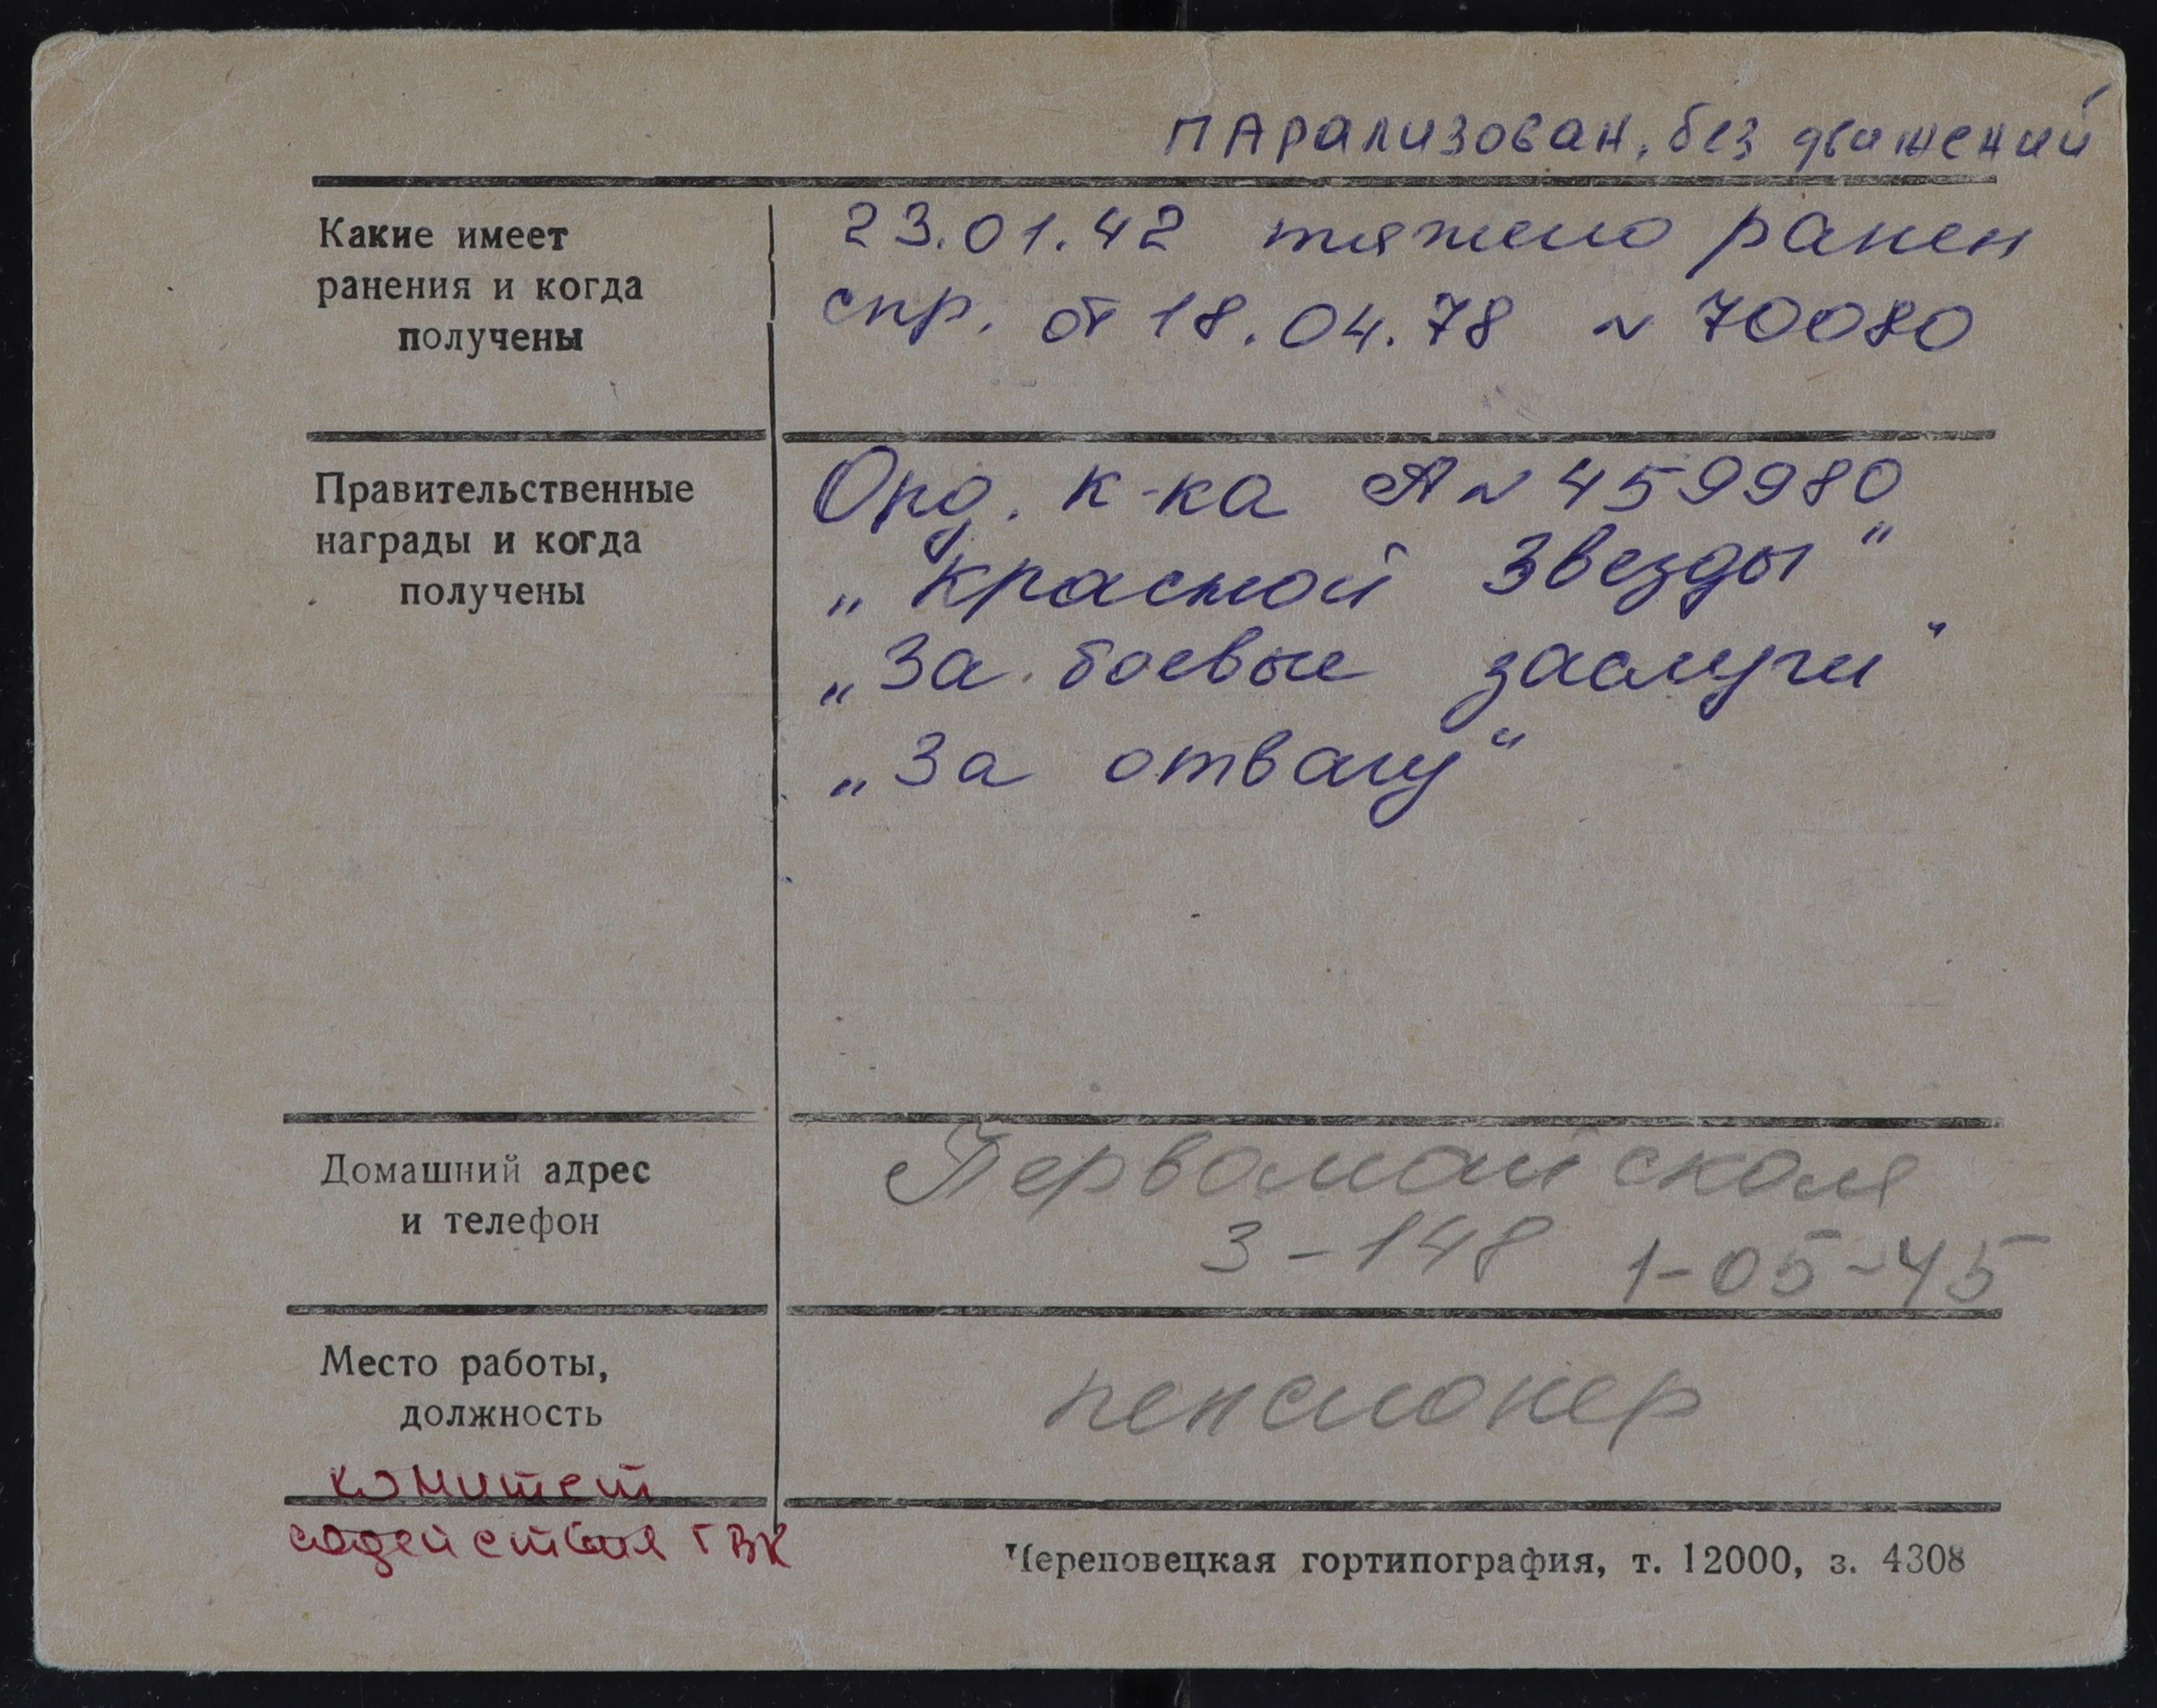 парализован, без движений
Какие имеет
ранения и когда
получены
23.01.42 тяжело ранен
спр. от 18.04.78 № 70080
Правительственные
награды и когда
получены
Орд. к-ка А № 459980
„Красной Звезды“
„За боевые заслуги“
„За отвагу“
Домашний адрес
и телефон
Первомайская
3-148 1-05-45
Место работы,
должность
пенсионер
комитет
содействия ГВК
Череповецкая гортипография, т. 12000, з. 4308